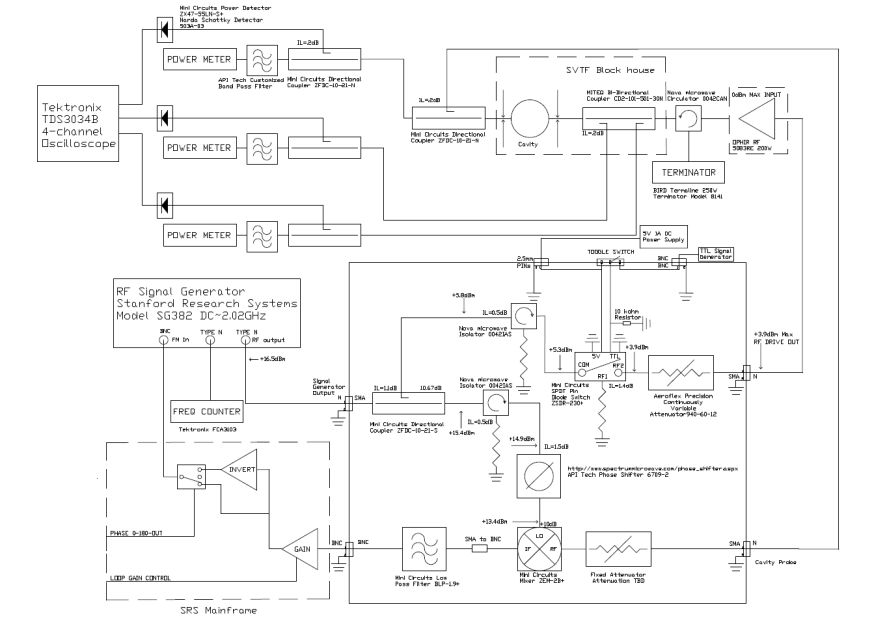 Mini Circuits Power Detector
ZX47-55LN-S+
Narda Schottky Detector
503A-03
POWER METER
API Tech Customized
Band Pass Filter
IL=.2dB
Mini Circuits Directional
Coupler ZFDC-10-21-N
Tektronix
TDS3034B
4-channel
Oscilloscope
POWER METER
POWER METER
IL=.2dB
Mini Circuits Directional
Coupler ZFDC-10-21-N
SVTF Block house
Cavity
MITEQ Bi-Directional
Coupler CD2-101-501-30N
IL=.2dB
Nova microwave
Circulator 0042CAN
0dBm MAX INPUT
OPHIR RF
5083RE 200W
TERMINATOR
BIRD Termaline 250W
Terminator Model 8141
5V 1A DC
Power Supply
TOGGLE SWITCH
TTL Signal
Generator
2.5mm
PINs
BNC
BNC
RF Signal Generator
Stanford Research Systems
Model SG382 DC~2.02GHz
BNC
FM In
TYPE N
TYPE N
RF output
+16.5dBm
FREQ COUNTER
Tektronix FCA3103
Signal
Generator
Output
N
SMA
IL=1.1dB
10.67dB
Mini Circuits Directional
Coupler ZFDC-10-21-S
+5.8dBm
IL=0.5dB
Nova microwave
Isolator 0042IAS
Nova microwave
Isolator 0042IAS
IL=0.5dB
+15.4dBm
+14.9dBm
IL=1.5dB
+5.3dBm
10 kohm
Resistor
5V
TTL
COM
RF2
RF1
+3.9dBm
IL=1.4dB
Mini Circuits
SPDT Pin
Diode Switch
ZSDR-230+
Aeroflex Precision
Continuously
Variable
Attenuator940-60-12
SMA
N
+3.9dBm Max
RF DRIVE OUT
http://www.spectrummicrowave.com/phase_shifter.aspx
API Tech Phase Shifter 6709-2
+13.4dBm
+10dB
LO
IF
RF
Mini Circuits
Mixer ZEM-2B+
Fixed Attenuator
Attenuation TBD
SMA
N
Cavity Probe
INVERT
GAIN
PHASE 0-180-OUT
LOOP GAIN CONTROL
SRS Mainframe
BNC
BNC
Mini Circuits Low
Pass Filter BLP-1.9+
SMA to BNC